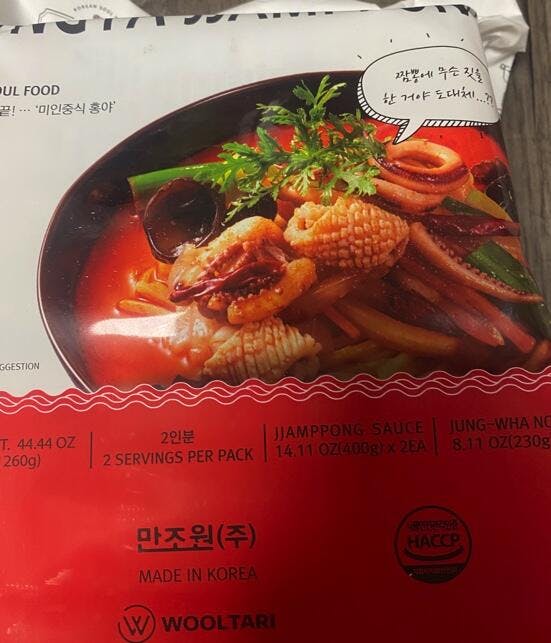 KOREAN SOUL
OUL FOOD
끝! ··· '미인중식 홍야'
짬뽕에 무슨 짓을
한 거야 도대체...??
GGESTION
T. 44.44 OZ
260g)
2인분
2 SERVINGS PER PACK
JJAMPPONG SAUCE
14.11 OZ(400g) x 2EA
JUNG-WHA NO
8.11 OZ(230g
만조원(주)
MADE IN KOREA
HACCP
WOOLTARI